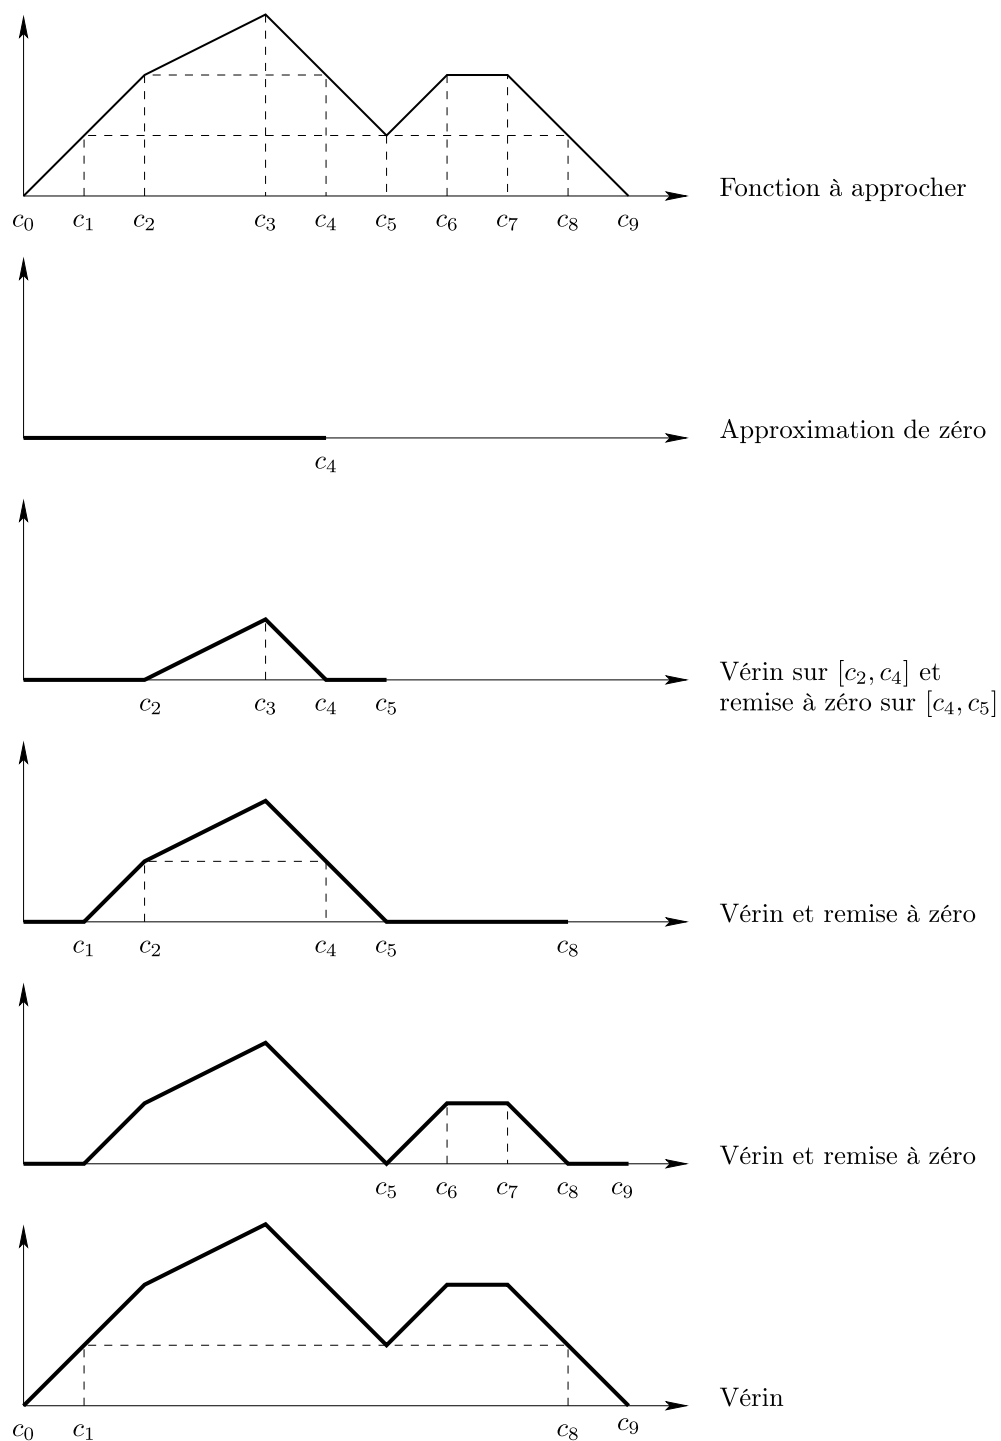 Fonction à approcher
c₀ c₁ c₂ c₃ c₄ c₅ c₆ c₇ c₈ c₉
Approximation de zéro
c₄
Vérin sur [c₂, c₄] et
remise à zéro sur [c₄, c₅]
c₂ c₃ c₄ c₅
Vérin et remise à zéro
c₁ c₂ c₄ c₅ c₈
Vérin et remise à zéro
c₅ c₆ c₇ c₈ c₉
Vérin
c₀ c₁ c₈ c₉